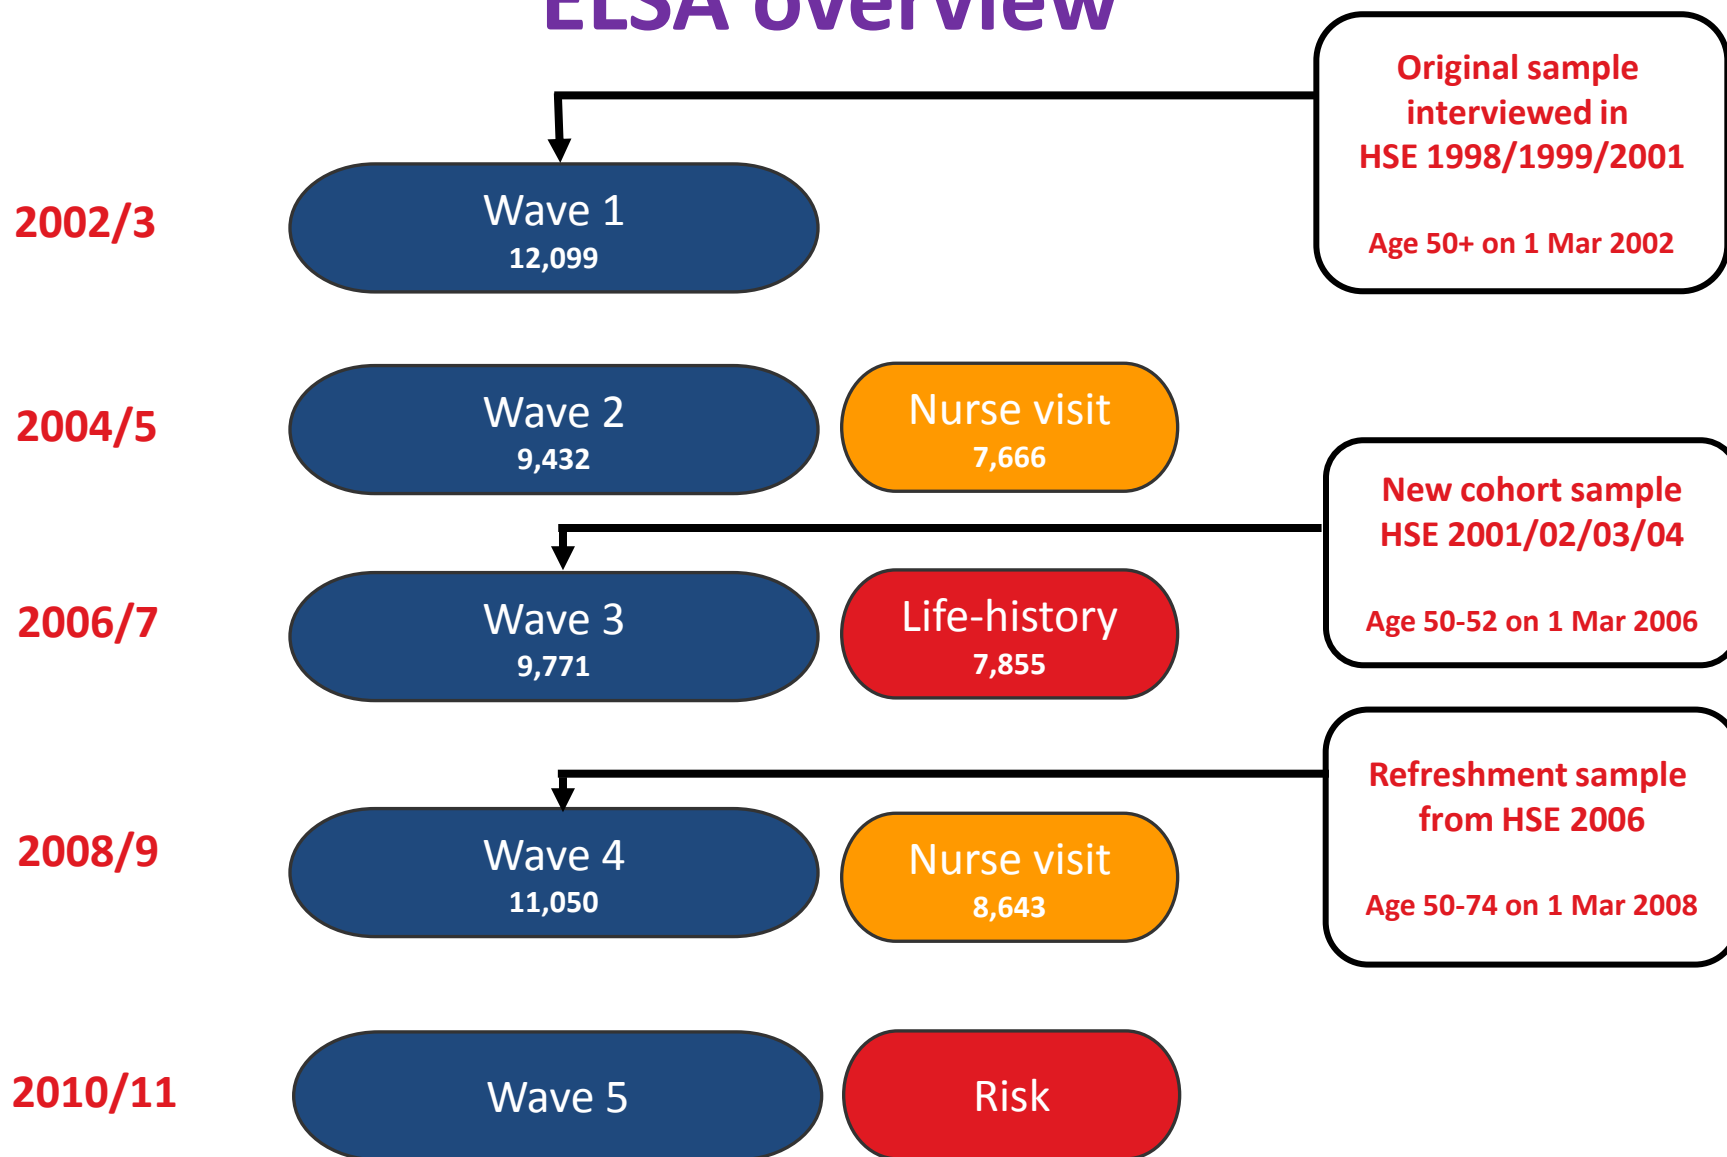 ELSA overview
Original sample
interviewed in
HSE 1998/1999/2001
Age 50+ on 1 Mar 2002
2002/3
Wave 1
12,099
2004/5
Wave 2
9,432
Nurse visit
7,666
New cohort sample
HSE 2001/02/03/04
Age 50-52 on 1 Mar 2006
2006/7
Wave 3
9,771
Life-history
7,855
Refreshment sample
from HSE 2006
Age 50-74 on 1 Mar 2008
2008/9
Wave 4
11,050
Nurse visit
8,643
2010/11
Wave 5
Risk